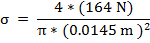 σ = 4 * (164 N) / π * (0.0145 m )²